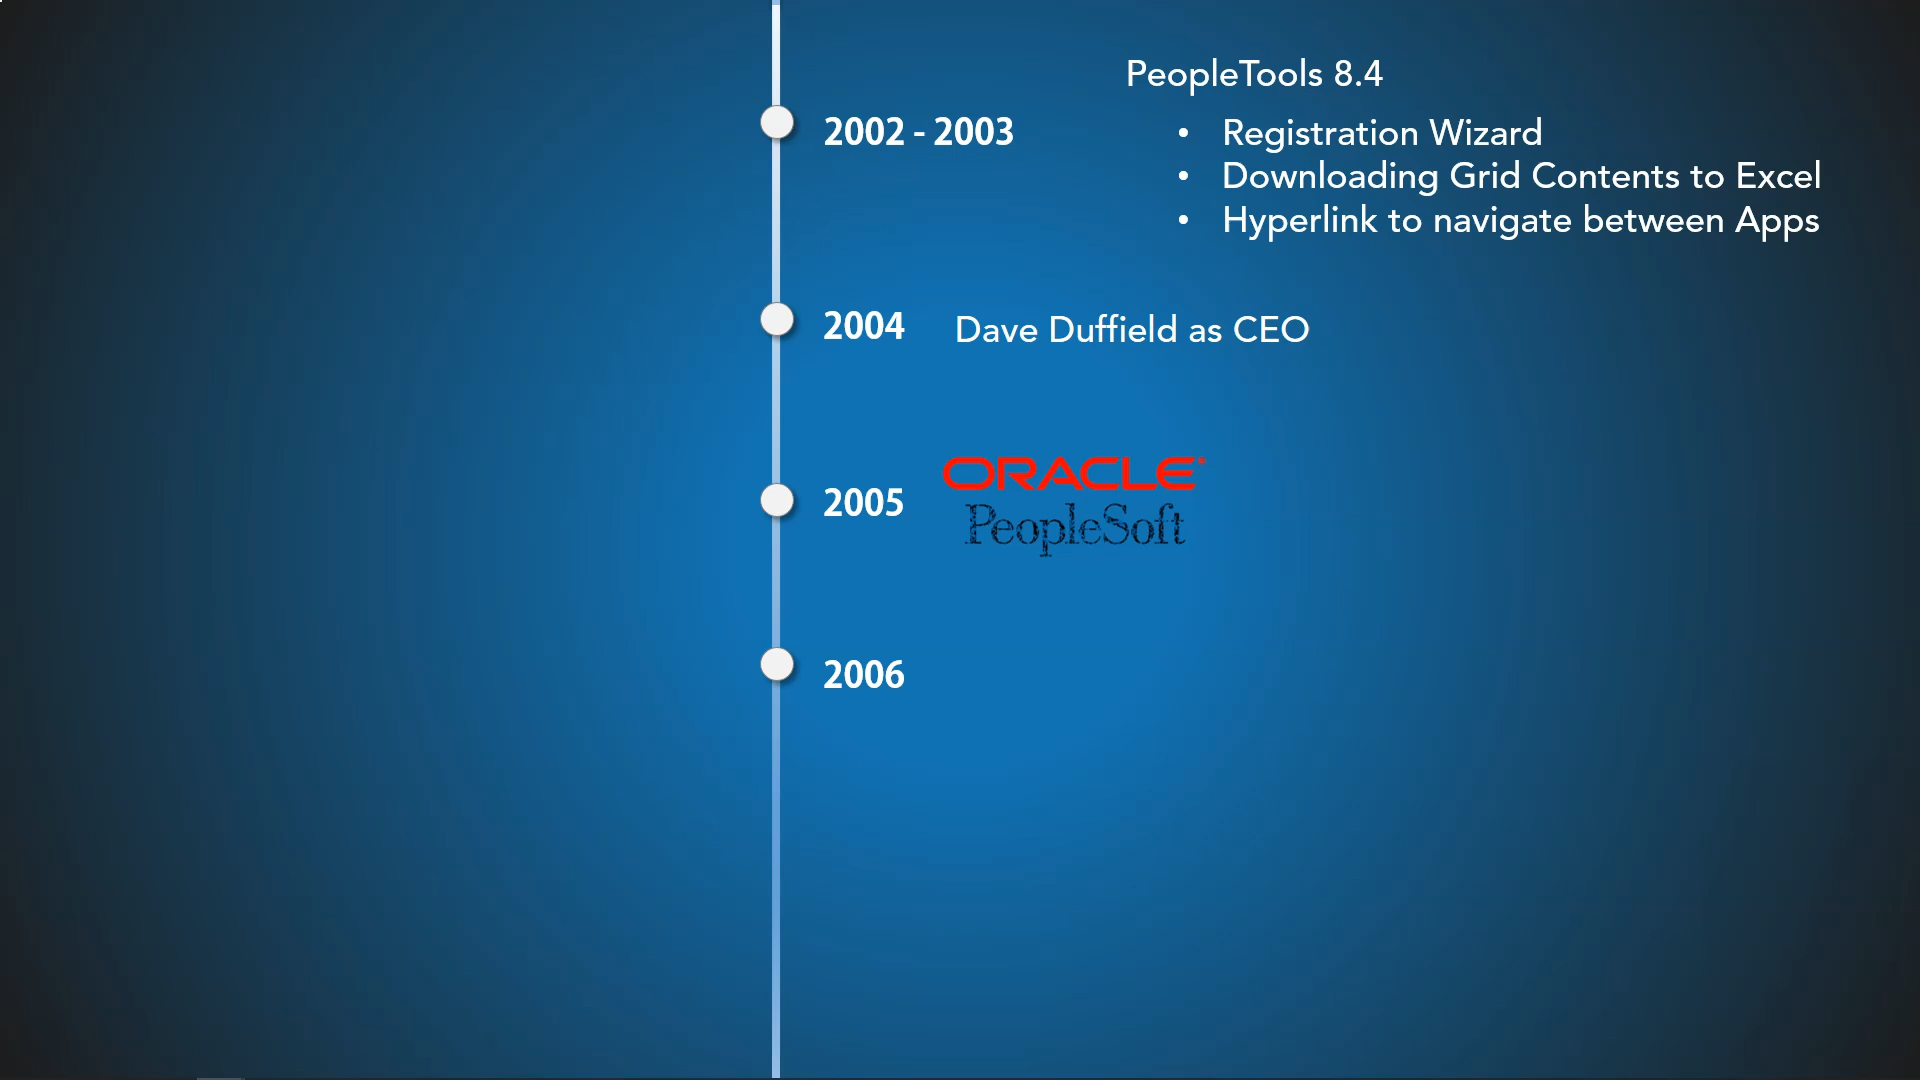 PeopleTools 8.4
2002 - 2003
• Registration Wizard
• Downloading Grid Contents to Excel
• Hyperlink to navigate between Apps
2004 Dave Duffield as CEO
ORACLE
2005
PeopleSoft
2006